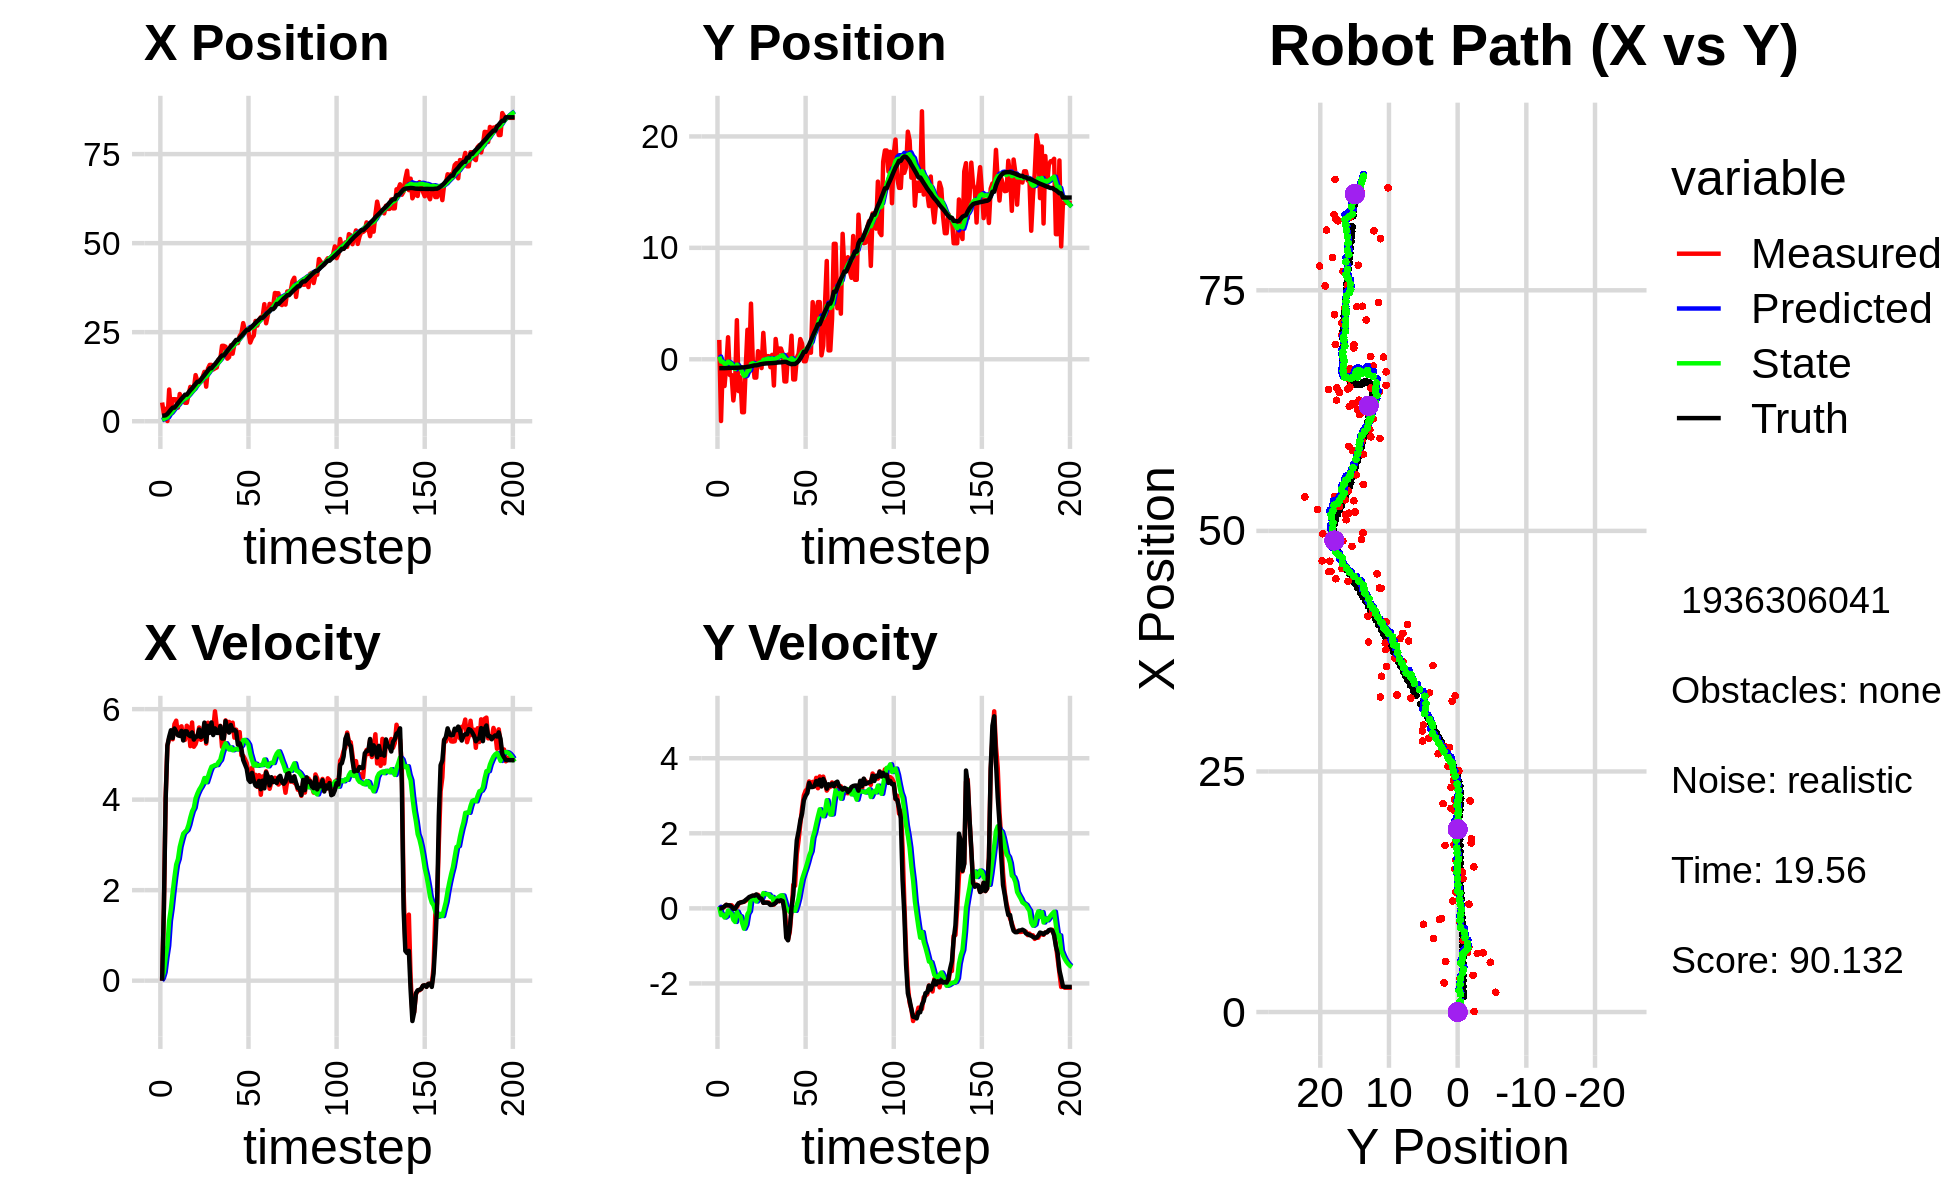 X Position
75
50
25
0
0
50
100
150
200
timestep
Y Position
20
10
0
0
50
100
150
200
timestep
X Velocity
6
4
2
0
0
50
100
150
200
timestep
Y Velocity
4
2
0
-2
0
50
100
150
200
timestep
Robot Path (X vs Y)
X Position
75
50
25
0
20 10 0 -10 -20
Y Position
variable
Measured
Predicted
State
Truth
1936306041
Obstacles: none
Noise: realistic
Time: 19.56
Score: 90.132